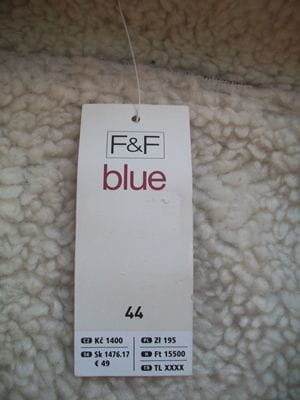 F&F
blue
44
CZ Kč 1400
SK Sk 1476.17
€ 49
PL Zł 195
H Ft 15500
TR TL XXXX